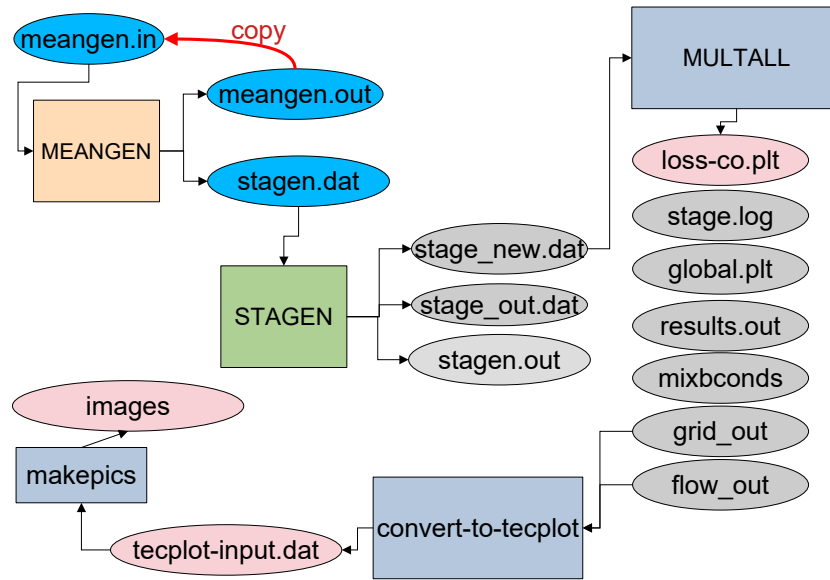 meangen.in
copy
meangen.out
MEANGEN
stagen.dat
MULTALL
loss-co.plt
stage.log
global.plt
results.out
mixbconds
grid_out
flow_out
stage_new.dat
STAGEN
stage_out.dat
stagen.out
images
makepics
tecplot-input.dat
convert-to-tecplot